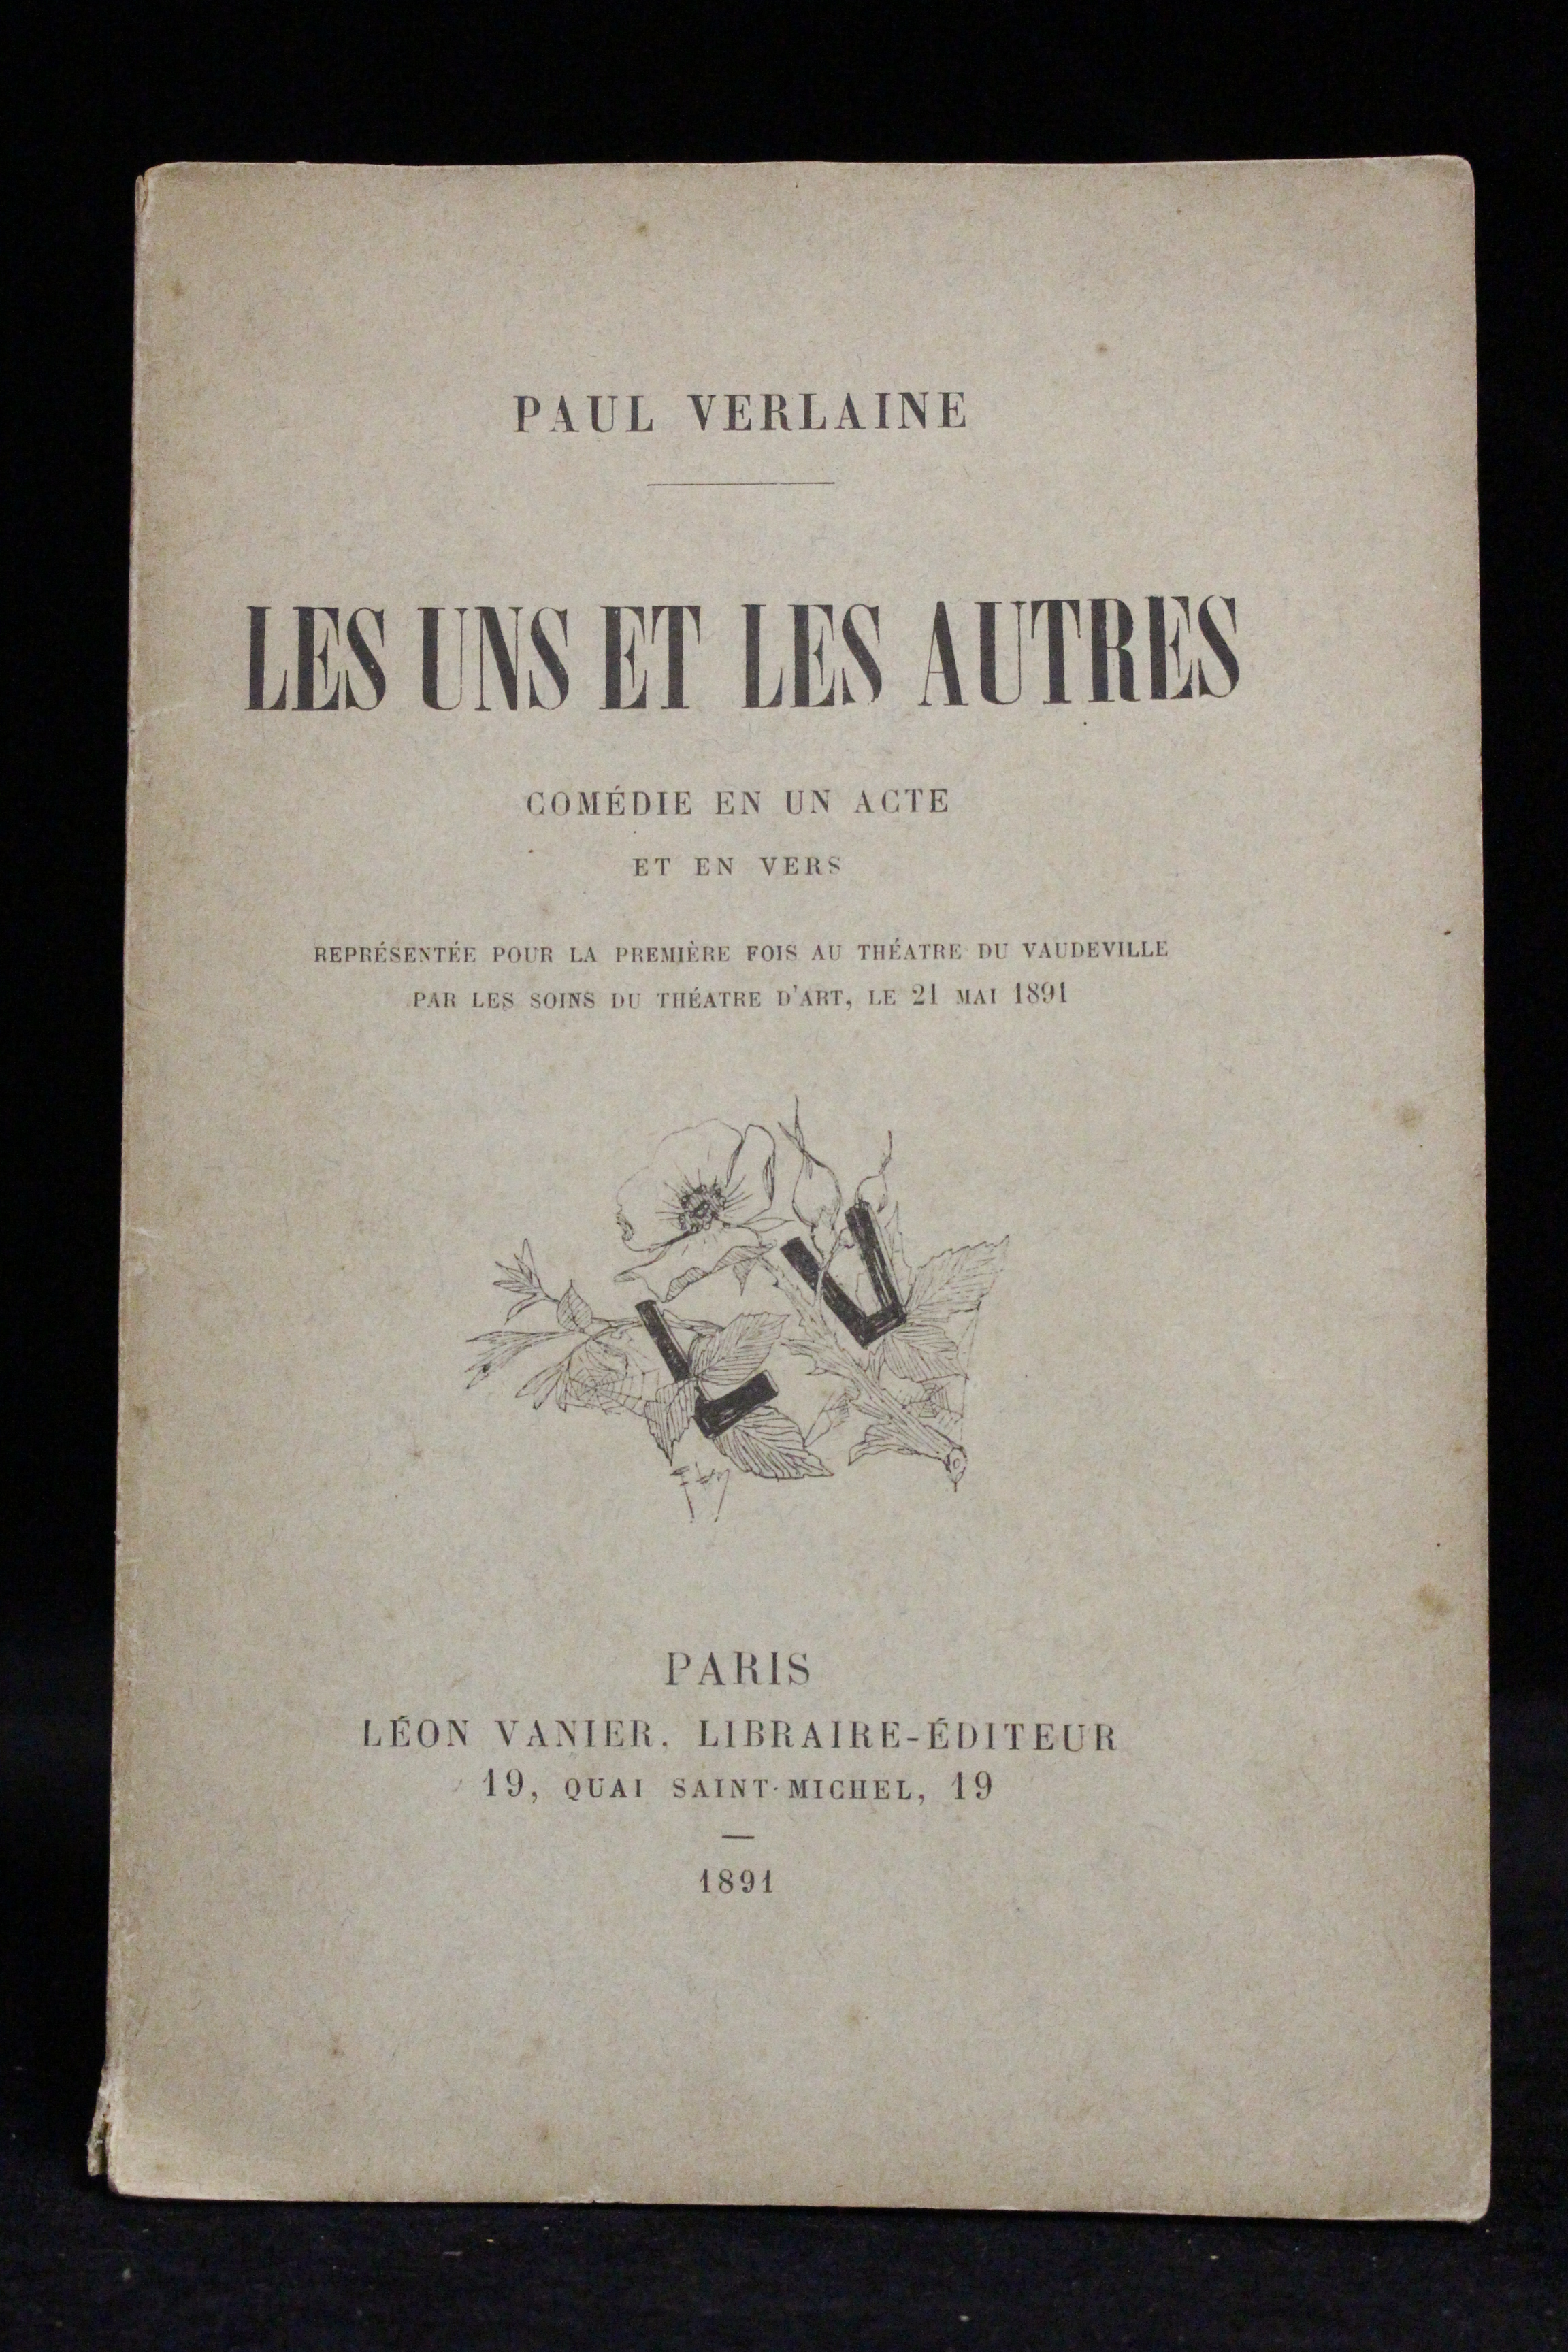 PAUL VERLAINE
LES UNS ET LES AUTRES
COMÉDIE EN UN ACTE
ET EN VERS
REPRÉSENTÉE POUR LA PREMIÈRE FOIS AU THÉATRE DU VAUDEVILLE
PAR LES SOINS DU THÉATRE D'ART, LE 21 MAI 1891
L V
PARIS
LÉON VANIER, LIBRAIRE-ÉDITEUR
19, QUAI SAINT-MICHEL, 19
1891